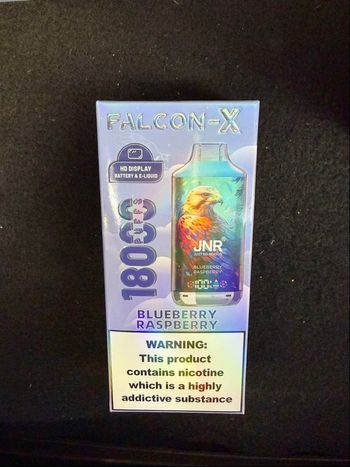 FALCON-X
HD DISPLAY
BATTERY & E-LIQUID
18000
PUFFS
JNR
BLUEBERRY
RASPBERRY
100%
BLUEBERRY
RASPBERRY
WARNING:
This product
contains nicotine
which is a highly
addictive substance